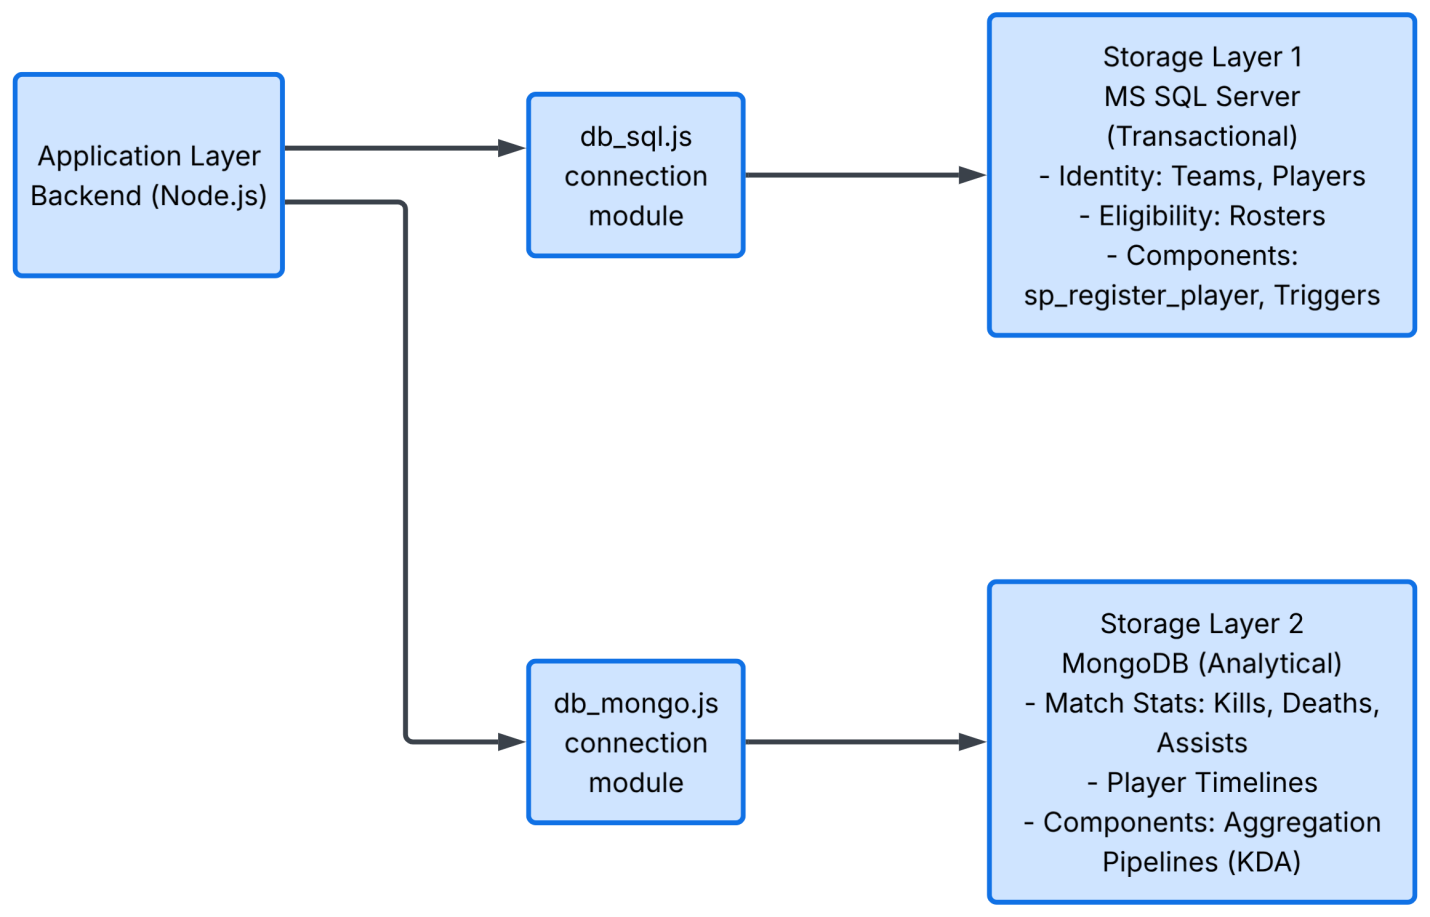 Application Layer
Backend (Node.js)
db_sql.js
connection
module
Storage Layer 1
MS SQL Server
(Transactional)
- Identity: Teams, Players
- Eligibility: Rosters
- Components:
sp_register_player, Triggers
db_mongo.js
connection
module
Storage Layer 2
MongoDB (Analytical)
- Match Stats: Kills, Deaths,
Assists
- Player Timelines
- Components: Aggregation
Pipelines (KDA)